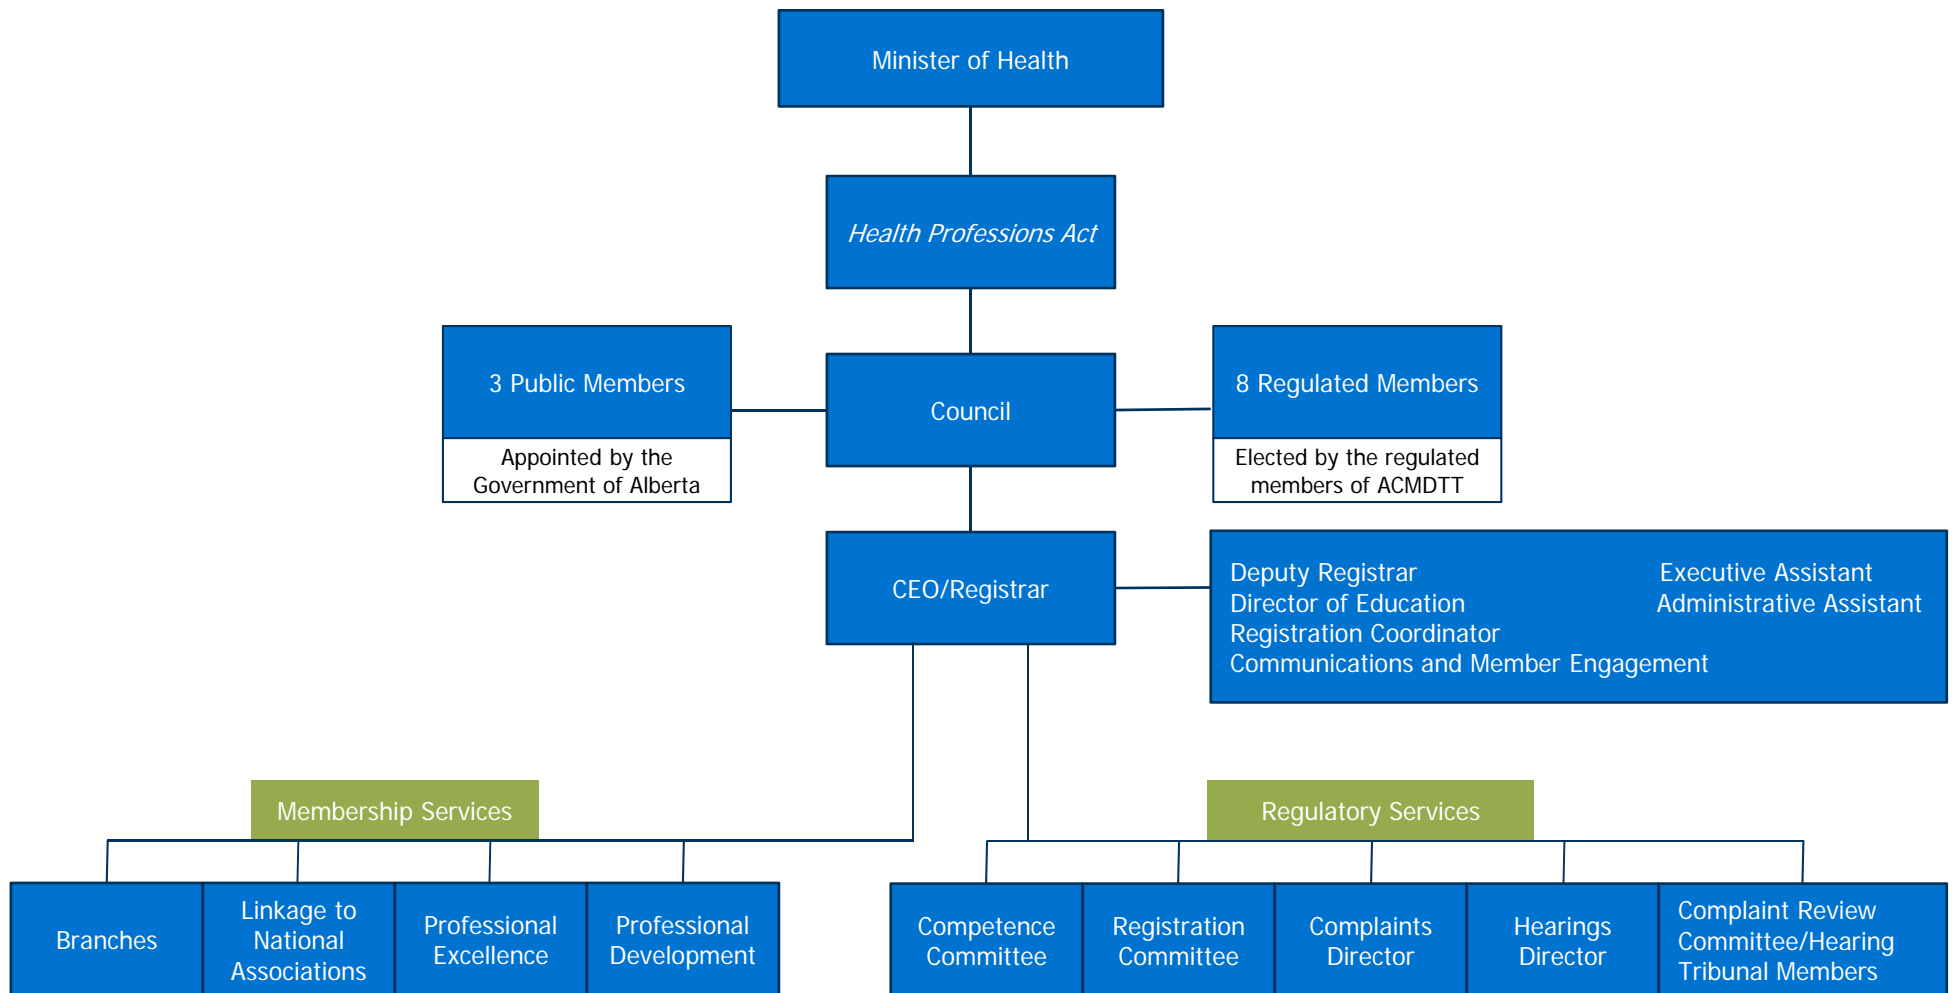 Minister of Health
Health Professions Act
3 Public Members
Appointed by the
Government of Alberta
Council
8 Regulated Members
Elected by the regulated
members of ACMDTT
CEO/Registrar
Deputy Registrar
Director of Education
Registration Coordinator
Communications and Member Engagement
Executive Assistant
Administrative Assistant
Membership Services
Branches
Linkage to
National
Associations
Professional
Excellence
Professional
Development
Regulatory Services
Competence
Committee
Registration
Committee
Complaints
Director
Hearings
Director
Complaint Review
Committee/Hearing
Tribunal Members